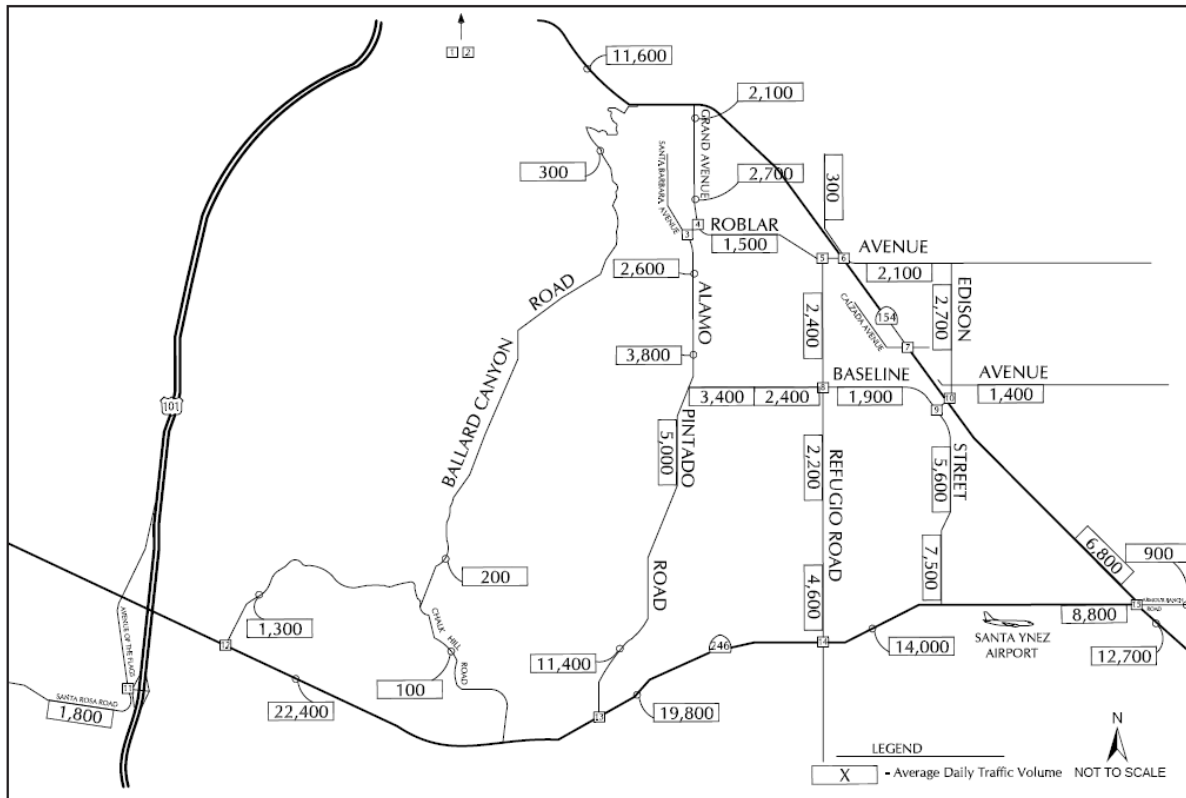 1 2
11,600
2,100
GRAND AVENUE
300
SANTA BARBARA AVENUE
2,700
300
4
3
ROBLAR
AVENUE
1,500
5
6
2,100
2,600
ROAD
ALAMO
2,400
CALZADA AVENUE
154
2,700
EDISON
3,800
7
101
BALLARD CANYON
3,400
2,400
8
BASELINE
1,900
AVENUE
1,400
10
9
5,000
PINTADO
2,200
REFUGIO ROAD
5,600
STREET
200
ROAD
4,600
7,500
6,800
900
15
ROAD
8,800
AVENUE OF THE FLAGS
1,300
12
CHALK HILL ROAD
100
11,400
246
14
14,000
SANTA YNEZ
AIRPORT
12,700
11
SANTA ROSA ROAD
1,800
22,400
13
19,800
LEGEND
X - Average Daily Traffic Volume
N
NOT TO SCALE